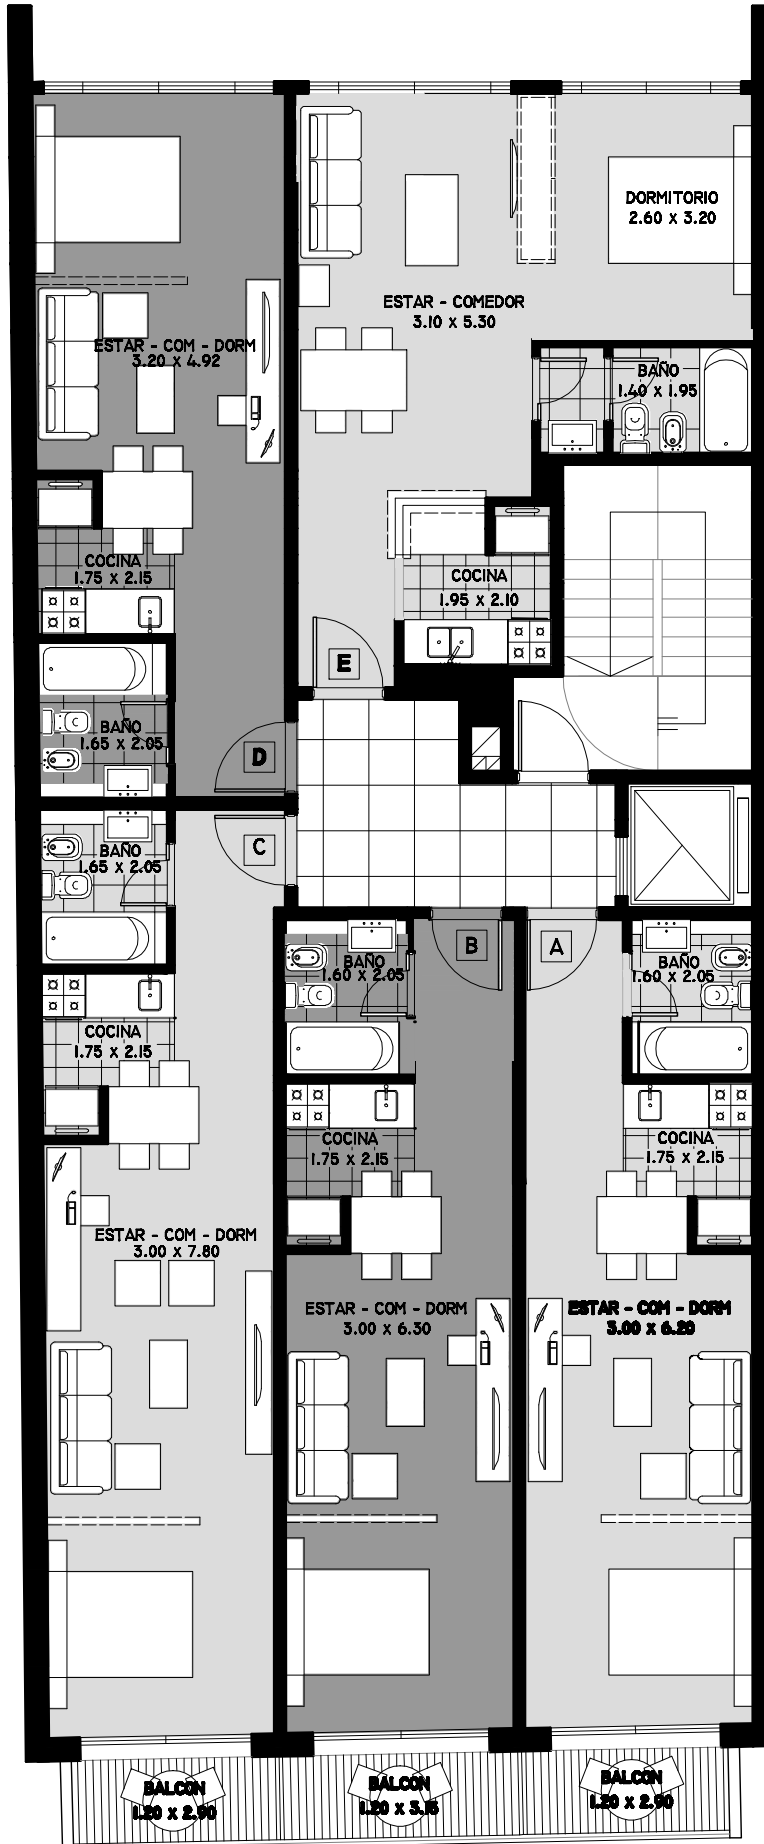 DORMITORIO
2.60 x 3.20
ESTAR - COMEDOR
3.10 x 5.30
ESTAR - COM - DORM
3.20 x 4.92
BAÑO
1.40 x 1.95
COCINA
1.75 x 2.15
COCINA
1.95 x 2.10
E
BAÑO
1.65 x 2.05
D
C
BAÑO
1.65 x 2.05
B
A
BAÑO
1.60 x 2.05
BAÑO
1.60 x 2.05
COCINA
1.75 x 2.15
COCINA
1.75 x 2.15
COCINA
1.75 x 2.15
ESTAR - COM - DORM
3.00 x 7.80
ESTAR - COM - DORM
3.00 x 6.30
ESTAR - COM - DORM
3.00 x 6.20
BALCON
1.20 x 2.90
BALCON
1.20 x 3.15
BALCON
1.20 x 2.90